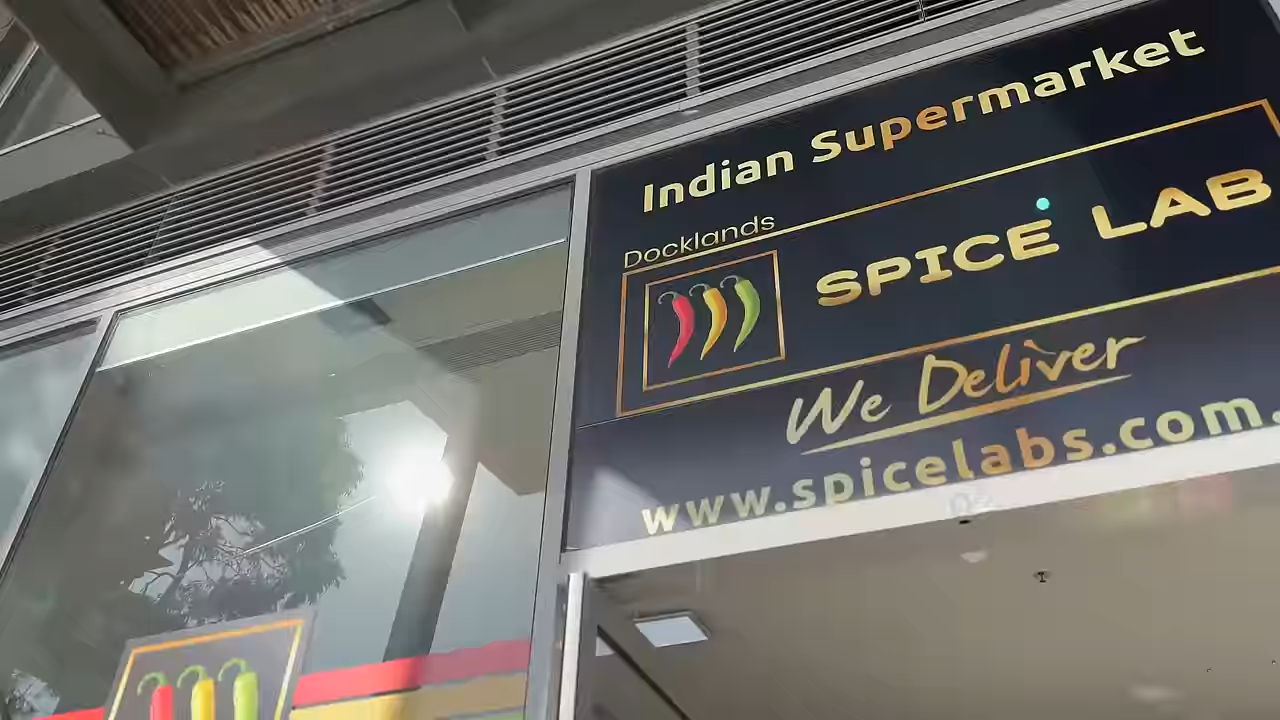 Indian Supermarket
Docklands
SPICE LAB
We Deliver
www.spicelabs.com.